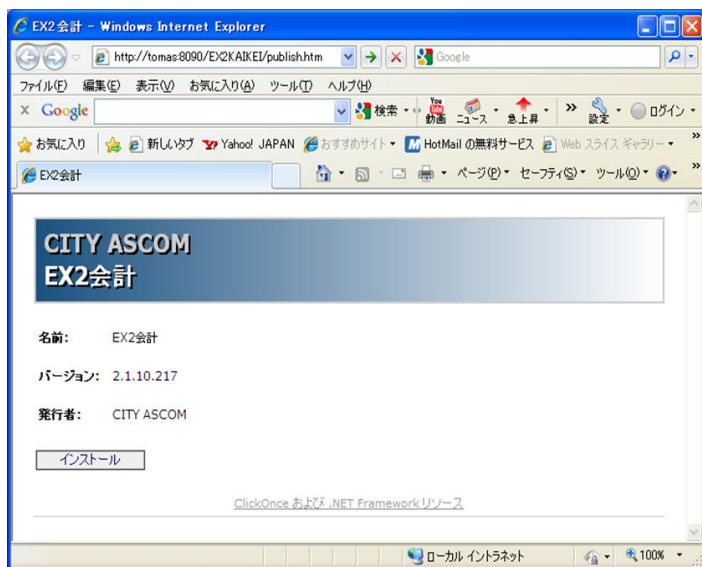 EX2会計 - Windows Internet Explorer
http://tomas:8090/EX2KAIKEI/publish.htm
Google
ファイル(F) 編集(E) 表示(V) お気に入り(A) ツール(T) ヘルプ(H)
× Google 検索 You 動画 ニュース 急上昇 » 設定 ログイン
お気に入り 新しいタブ Yahoo! JAPAN おすすめサイト HotMail の無料サービス Web スライス ギャラリー »
EX2会計 ページ(P) セーフティ(S) ツール(O) »
CITY ASCOM
EX2会計
名前: EX2会計
バージョン: 2.1.10.217
発行者: CITY ASCOM
インストール
ClickOnce および .NET Framework リソース
ローカル イントラネット 100%